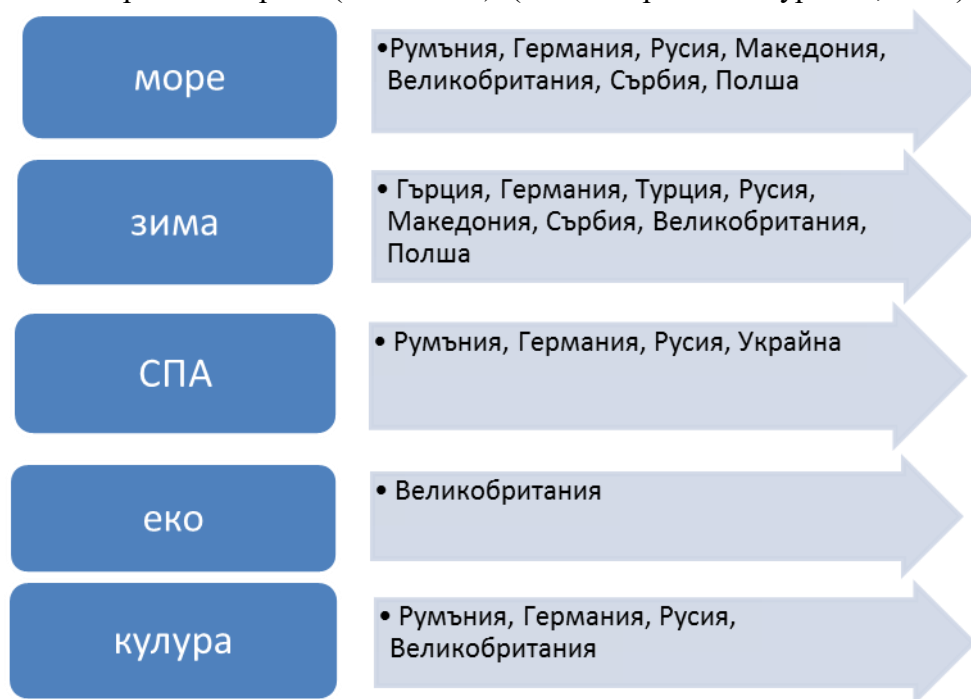 море
•Румъния, Германия, Русия, Македония,
Великобритания, Сърбия, Полша
зима
• Гърция, Германия, Турция, Русия,
Македония, Сърбия, Великобритания,
Полша
СПА
• Румъния, Германия, Русия, Украйна
еко
• Великобритания
кулура
• Румъния, Германия, Русия,
Великобритания